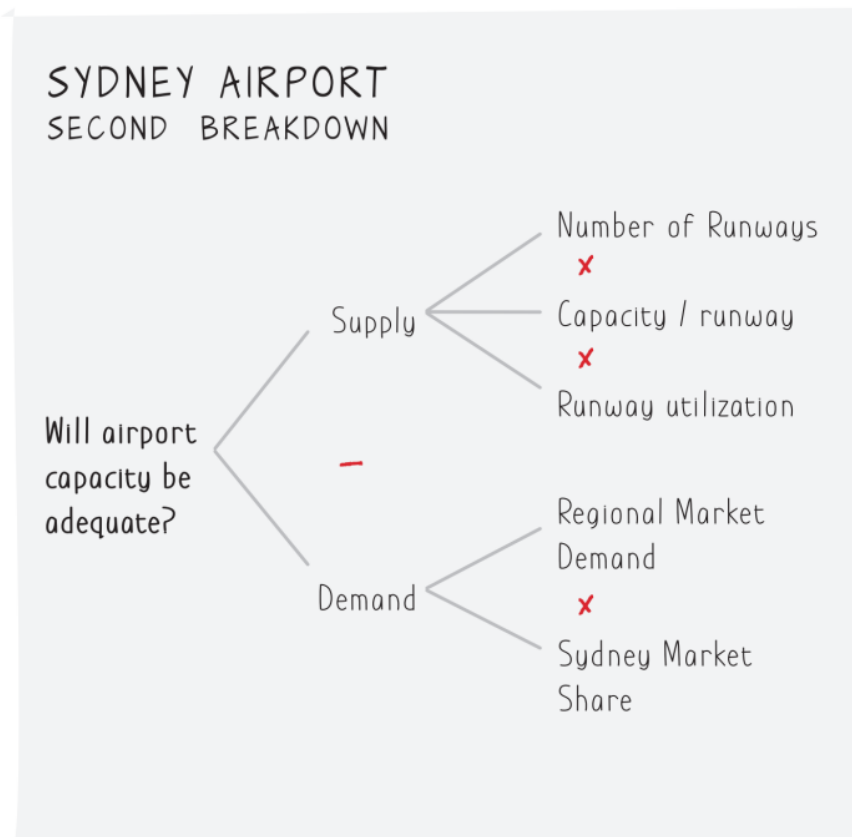 SYDNEY AIRPORT
SECOND BREAKDOWN
Number of Runways
x
Supply
Capacity / runway
x
Runway utilization
Will airport
capacity be
adequate?
–
Regional Market
Demand
Demand
x
Sydney Market
Share